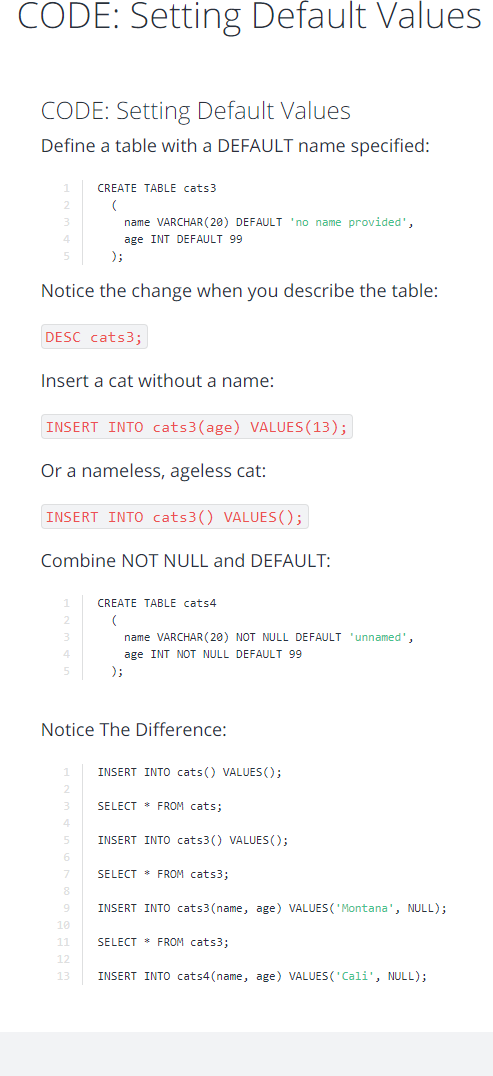 CODE: Setting Default Values
CODE: Setting Default Values
Define a table with a DEFAULT name specified:
1 CREATE TABLE cats3
2   (
3     name VARCHAR(20) DEFAULT 'no name provided',
4     age INT DEFAULT 99
5   );
Notice the change when you describe the table:
DESC cats3;
Insert a cat without a name:
INSERT INTO cats3(age) VALUES(13);
Or a nameless, ageless cat:
INSERT INTO cats3() VALUES();
Combine NOT NULL and DEFAULT:
1 CREATE TABLE cats4
2   (
3     name VARCHAR(20) NOT NULL DEFAULT 'unnamed',
4     age INT NOT NULL DEFAULT 99
5   );
Notice The Difference:
1 INSERT INTO cats() VALUES();
2
3 SELECT * FROM cats;
4
5 INSERT INTO cats3() VALUES();
6
7 SELECT * FROM cats3;
8
9 INSERT INTO cats3(name, age) VALUES('Montana', NULL);
10
11 SELECT * FROM cats3;
12
13 INSERT INTO cats4(name, age) VALUES('Cali', NULL);